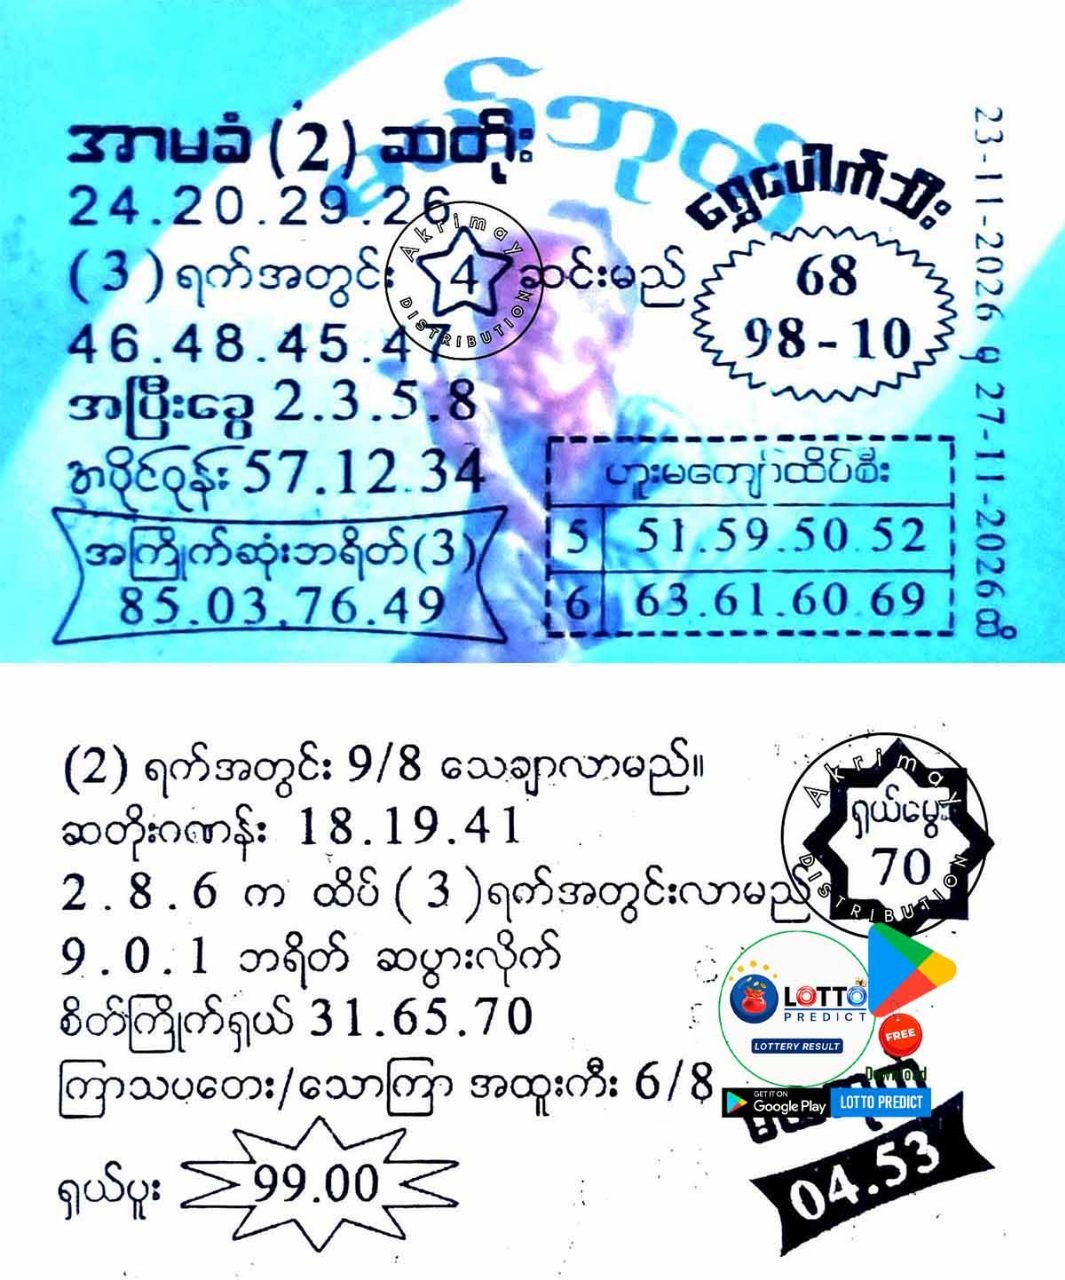 အာမခံ (2) ဆတိုး
24.20.29.26
(3) ရက်အတွင်း 4 ဆင်းမည်
46.48.45.47
အပြီးခွေ 2.3.5.8
အပိုင်ဝုန်း 57.12.34
အကြိုက်ဆုံးဘရိတ်(3)
85.03.76.49
ရွှေပေါက်သီး
68
98-10
ဟူးမကျော်ထိပ်စီး
5 51.59.50.52
6 63.61.60.69
23-11-2026 မှ 27-11-2026 ထိ
Akrimay
DISTRIBUTION
(2) ရက်အတွင်း 9/8 သေချာလာမည်။
ဆတိုးဂဏန်း 18.19.41
2.8.6 က ထိပ် (3) ရက်အတွင်းလာမည်
9.0.1 ဘရိတ် ဆပွားလိုက်
စိတ်ကြိုက်ရှယ် 31.65.70
ကြာသပတေး/သောကြာ အထူးကီး 6/8
ရှယ်ပူး 99.00
Akrimay
ရှယ်မွေး
70
DISTRIBUTION
LOTTO
PREDICT
LOTTERY RESULT
FREE
Download
GET IT ON
Google Play
LOTTO PREDICT
04.53